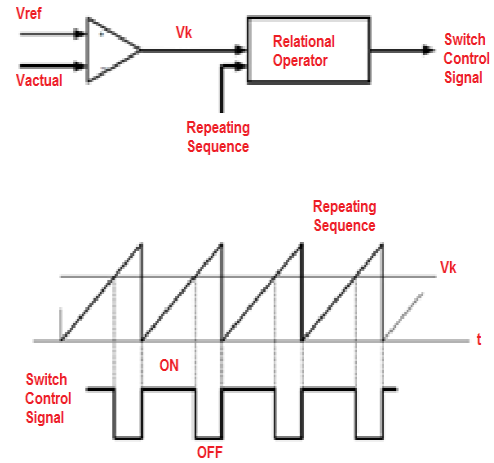 Vref
Vk
Vactual
Relational
Operator
Switch
Control
Signal
Repeating
Sequence
Repeating
Sequence
Vk
t
ON
Switch
Control
Signal
OFF